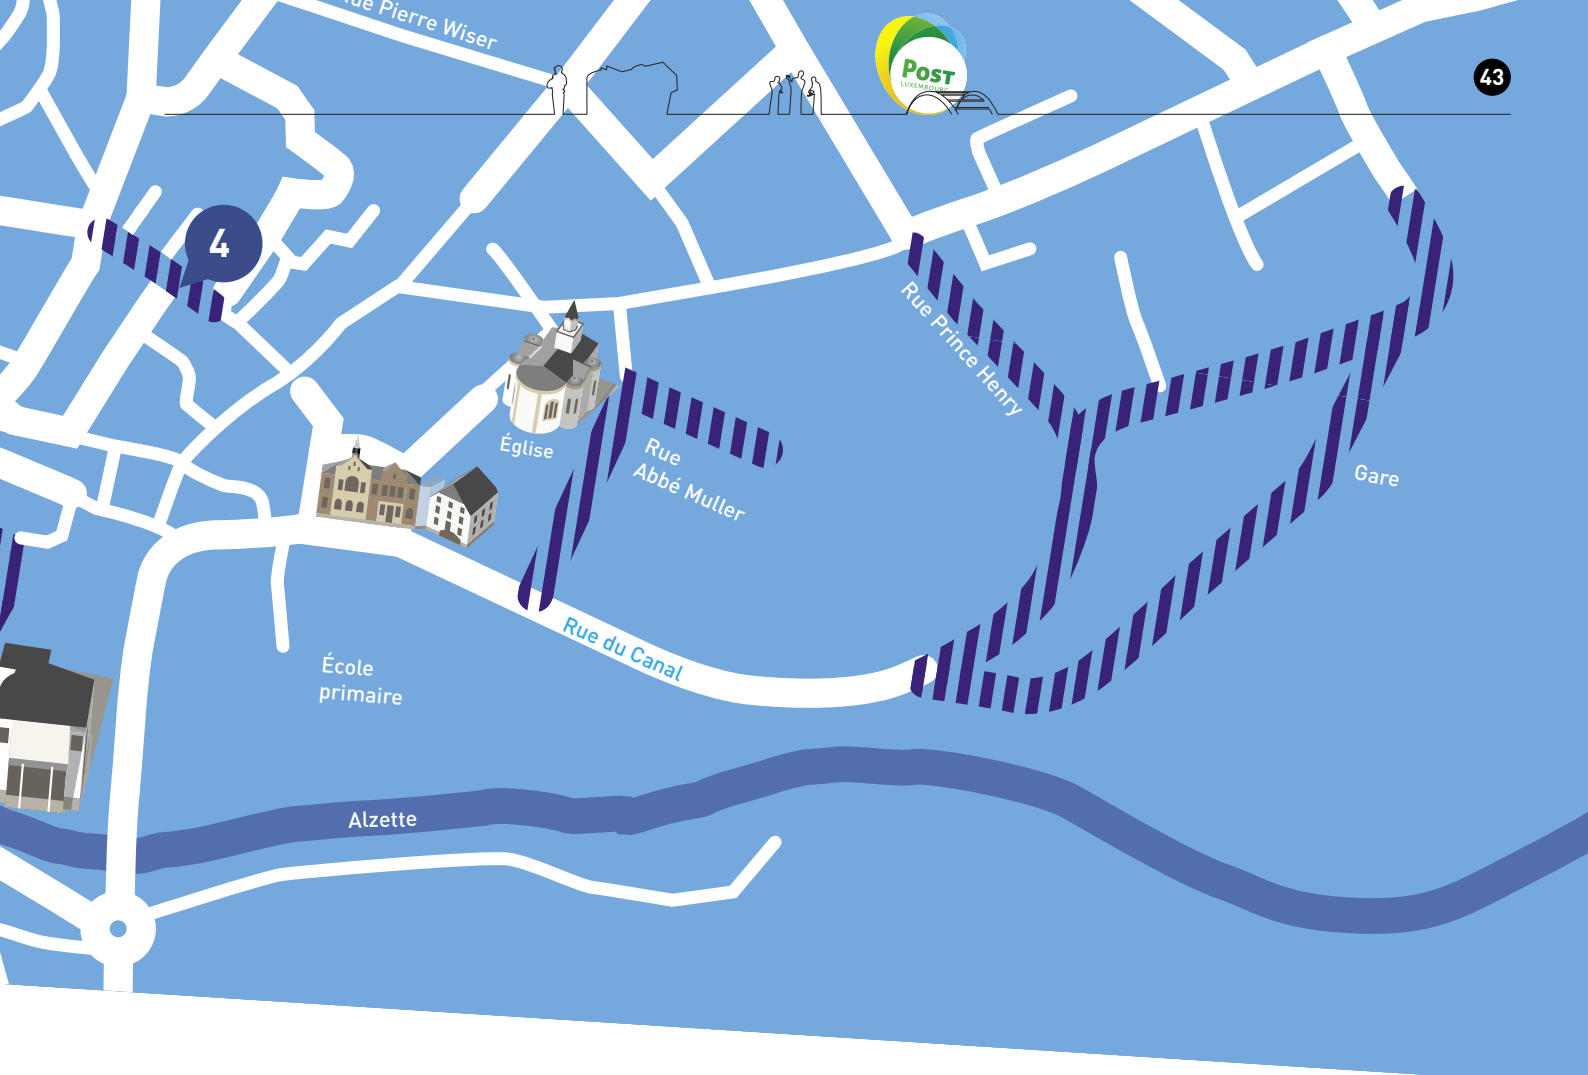 Rue Pierre Wiser
PosT
LUXEMBOURG
43
4
Rue Prince Henry
Église
Rue
Abbé Muller
Gare
Rue du Canal
École
primaire
Alzette